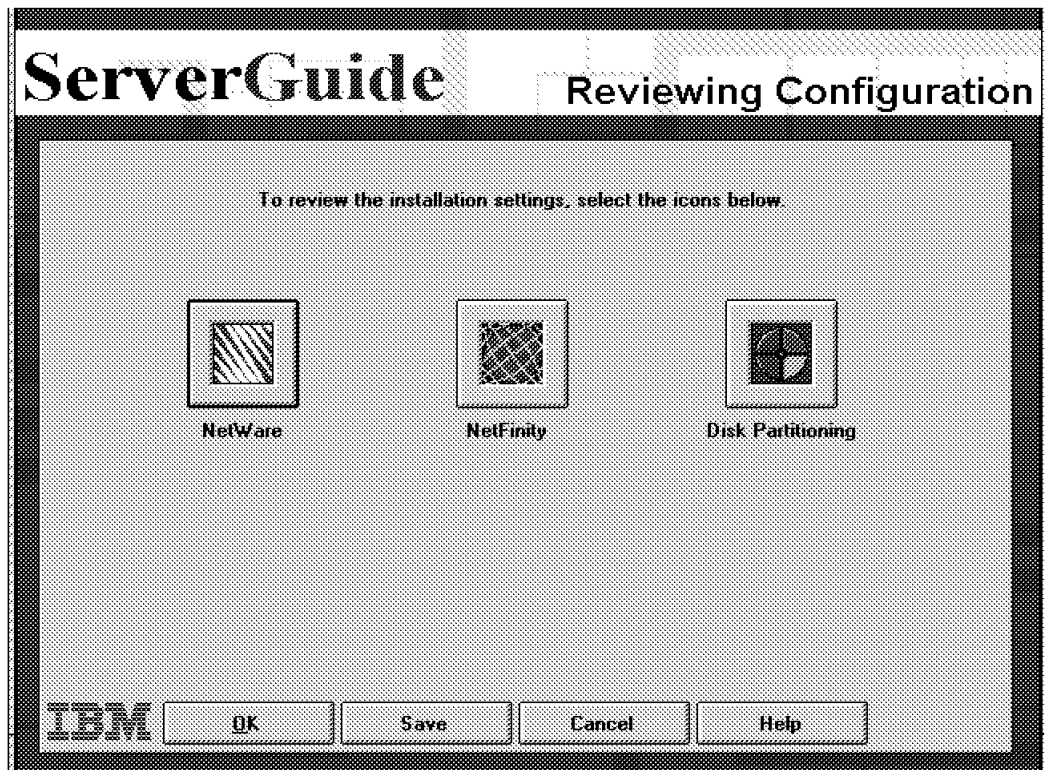 ServerGuide
Reviewing Configuration
To review the installation settings, select the icons below.
NetWare NetFinity Disk Partitioning
IBM OK Save Cancel Help